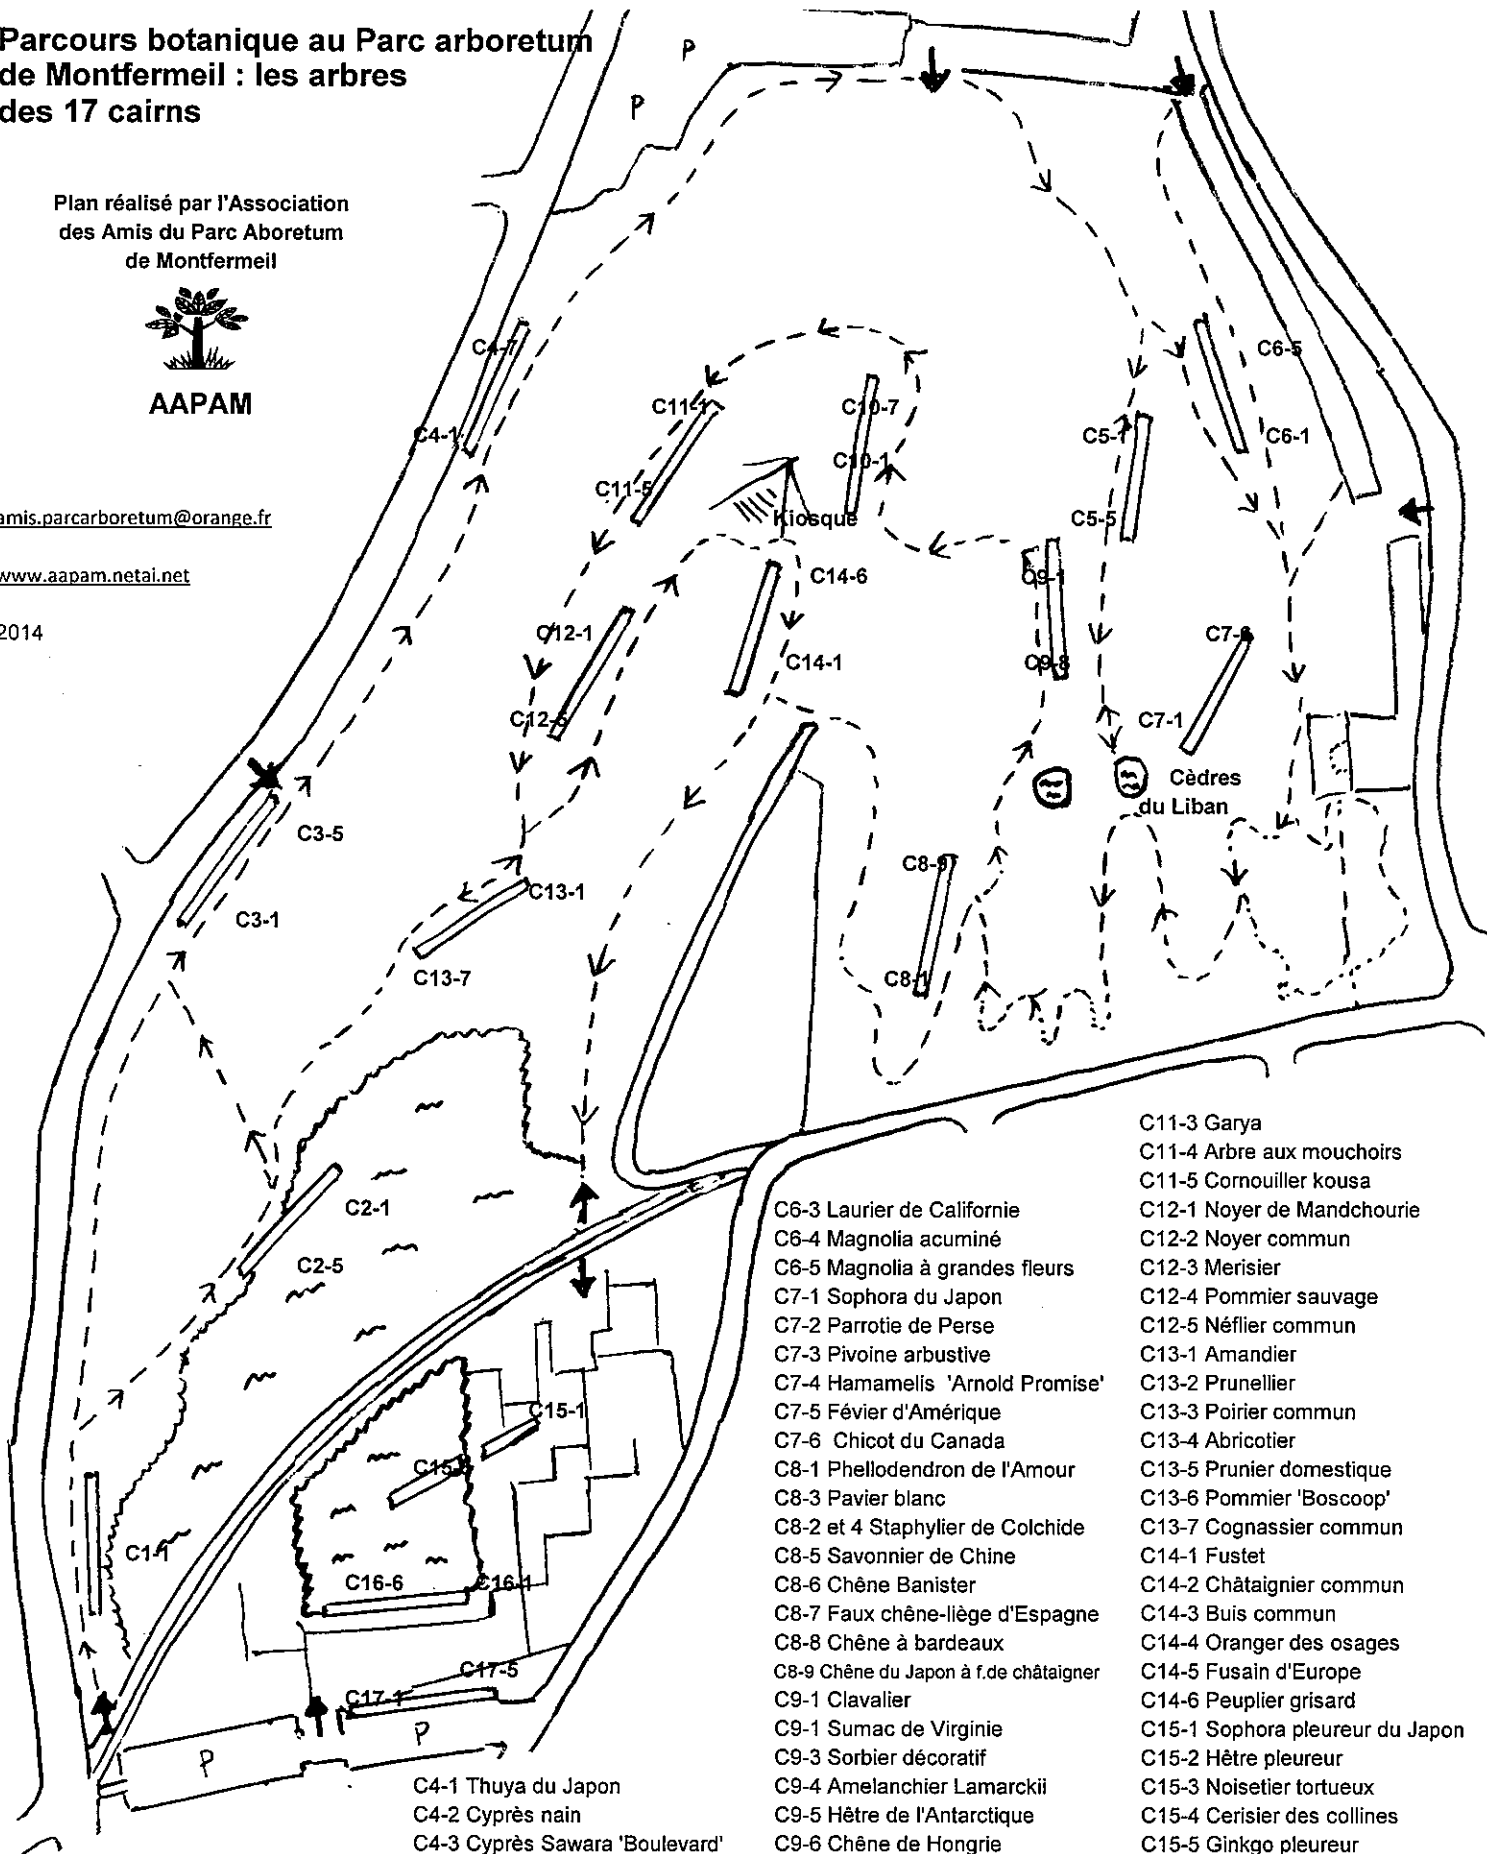 Parcours botanique au Parc arboretum
de Montfermeil : les arbres
des 17 cairns
Plan réalisé par l'Association
des Amis du Parc Aboretum
de Montfermeil
AAPAM
amis.parcarboretum@orange.fr
www.aapam.netai.net
2014
P
P
C4-7
C4-1
C6-5
C6-1
C11-1
C11-5
C10-7
C10-1
Kiosque
C5-1
C5-5
C14-6
C14-1
C9-1
C9-8
C12-1
C12-5
C7-6
C7-1
Cèdres
du Liban
C3-5
C3-1
C13-1
C13-7
C8-9
C8-1
C2-1
C2-5
C15-1
C1-1
C16-6
C16-1
C17-5
C17-1
P
P
C4-1 Thuya du Japon
C4-2 Cyprès nain
C4-3 Cyprès Sawara 'Boulevard'
C6-3 Laurier de Californie
C6-4 Magnolia acuminé
C6-5 Magnolia à grandes fleurs
C7-1 Sophora du Japon
C7-2 Parrotie de Perse
C7-3 Pivoine arbustive
C7-4 Hamamelis 'Arnold Promise'
C7-5 Févier d'Amérique
C7-6 Chicot du Canada
C8-1 Phellodendron de l'Amour
C8-3 Pavier blanc
C8-2 et 4 Staphylier de Colchide
C8-5 Savonnier de Chine
C8-6 Chêne Banister
C8-7 Faux chêne-liège d'Espagne
C8-8 Chêne à bardeaux
C8-9 Chêne du Japon à f.de châtaigner
C9-1 Clavalier
C9-1 Sumac de Virginie
C9-3 Sorbier décoratif
C9-4 Amelanchier Lamarckii
C9-5 Hêtre de l'Antarctique
C9-6 Chêne de Hongrie
C11-3 Garya
C11-4 Arbre aux mouchoirs
C11-5 Cornouiller kousa
C12-1 Noyer de Mandchourie
C12-2 Noyer commun
C12-3 Merisier
C12-4 Pommier sauvage
C12-5 Néflier commun
C13-1 Amandier
C13-2 Prunellier
C13-3 Poirier commun
C13-4 Abricotier
C13-5 Prunier domestique
C13-6 Pommier 'Boscoop'
C13-7 Cognassier commun
C14-1 Fustet
C14-2 Châtaignier commun
C14-3 Buis commun
C14-4 Oranger des osages
C14-5 Fusain d'Europe
C14-6 Peuplier grisard
C15-1 Sophora pleureur du Japon
C15-2 Hêtre pleureur
C15-3 Noisetier tortueux
C15-4 Cerisier des collines
C15-5 Ginkgo pleureur